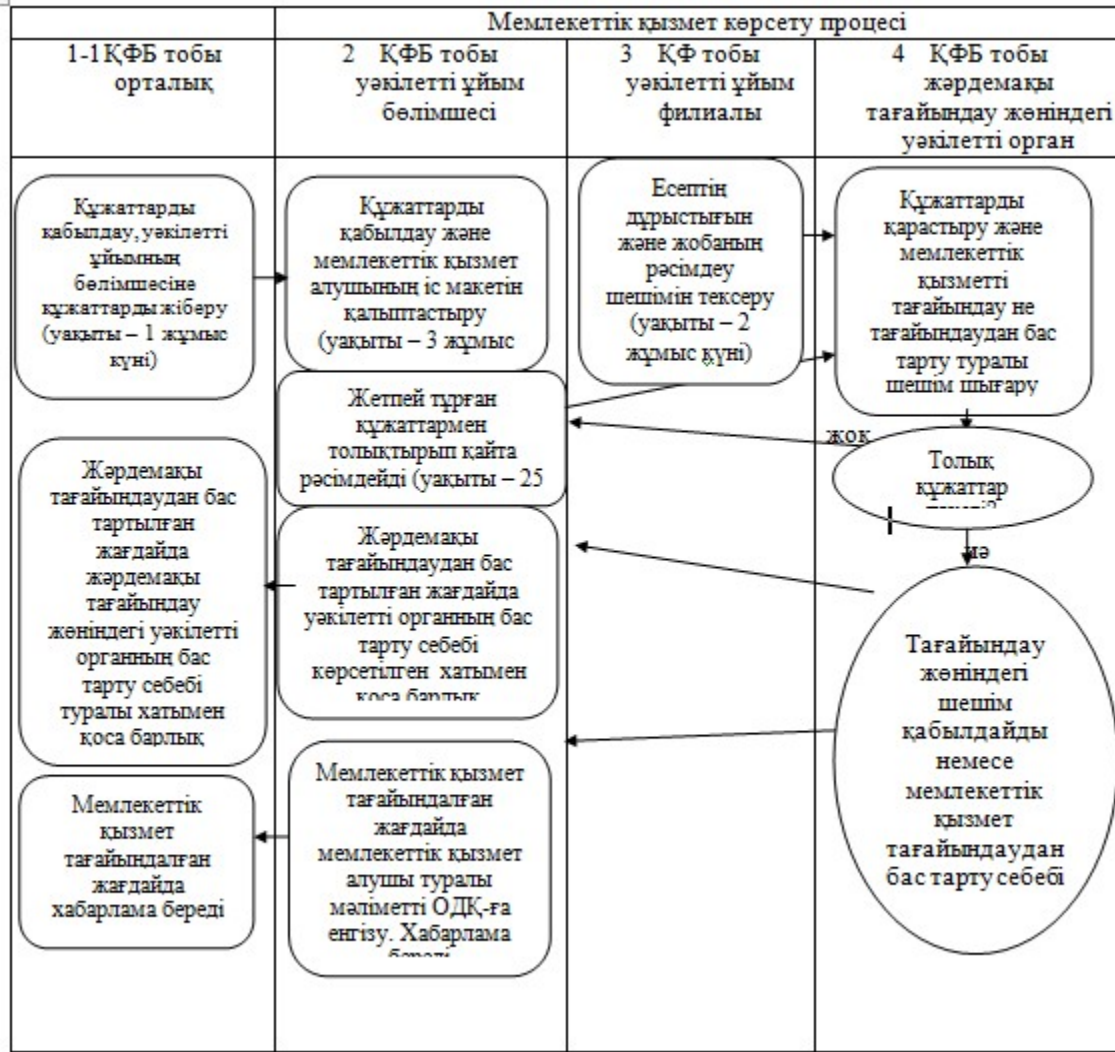 Мемлекеттік қызмет көрсету процесі
1-1 ҚФБ тобы
орталық
2 ҚФБ тобы
уәкілетті ұйым
бөлімшесі
3 ҚФ тобы
уәкілетті ұйым
филиалы
4 ҚФБ тобы
жәрдемақы
тағайындау жөніндегі
уәкілетті орган
Құжаттарды
қабылдау, уәкілетті
ұйымның
бөлімшесіне
құжаттарды жіберу
(уақыты – 1 жұмыс
күні)
Құжаттарды
қабылдау және
мемлекеттік қызмет
алушының іс макетін
қалыптастыру
(уақыты – 3 жұмыс
Есептің
дұрыстығын
және жобаның
рәсімдеу
шешімін тексеру
(уақыты – 2
жұмыс күні)
Құжаттарды
қарастыру және
мемлекеттік
қызметті
тағайындау не
тағайындаудан бас
тарту туралы
шешім шығару
Жетпей тұрған
құжаттармен
толықтырып қайта
рәсімдейді (уақыты – 25
жоқ
Толық
құжаттар
иә
Жәрдемақы
тағайындаудан бас
тартылған
жағдайда
жәрдемақы
тағайындау
жөніндегі уәкілетті
органның бас
тарту себебі
туралы хатымен
қоса барлық
Жәрдемақы
тағайындаудан бас
тартылған жағдайда
уәкілетті органның бас
тарту себебі
көрсетілген хатымен
қоса барлық
Тағайындау
жөніндегі
шешім
қабылдайды
немесе
мемлекеттік
қызмет
тағайындаудан
бас тарту себебі
Мемлекеттік
қызмет
тағайындалған
жағдайда
хабарлама береді
Мемлекеттік қызмет
тағайындалған
жағдайда
мемлекеттік қызмет
алушы туралы
мәліметті ОДҚ-ға
енгізу. Хабарлама
береді